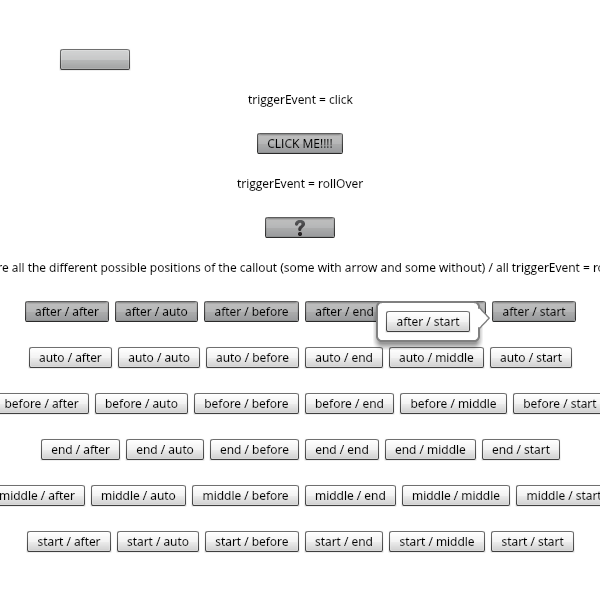 triggerEvent = click
CLICK ME!!!!
triggerEvent = rollOver
?
all the different possible positions of the callout (some with arrow and some without) / all triggerEvent =
after / after after / auto after / before after / end after / start after / start
auto / after auto / auto auto / before auto / end auto / middle auto / start
before / after before / auto before / before before / end before / middle before / start
end / after end / auto end / before end / end end / middle end / start
middle / after middle / auto middle / before middle / end middle / middle middle / start
start / after start / auto start / before start / end start / middle start / start